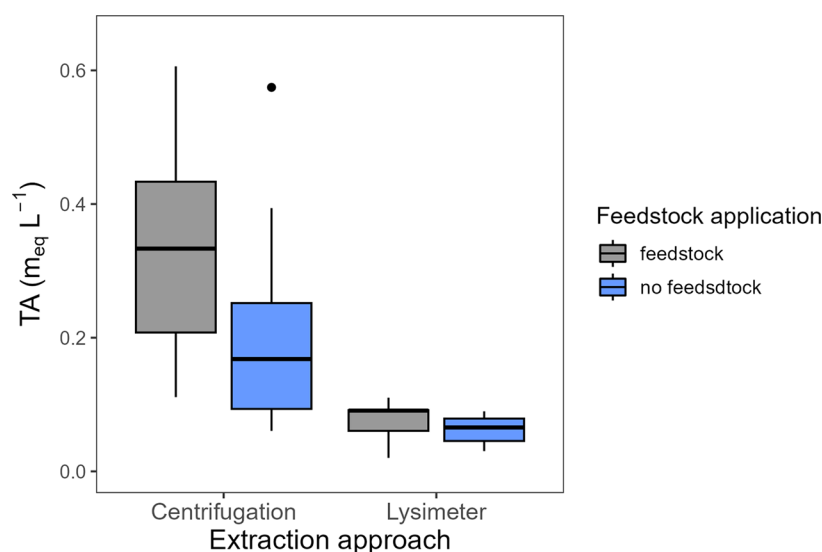 0.6
0.4
0.2
0.0
TA (m_eq L⁻¹)
Centrifugation Lysimeter
Extraction approach
Feedstock application
feedstock
no feedsdtock